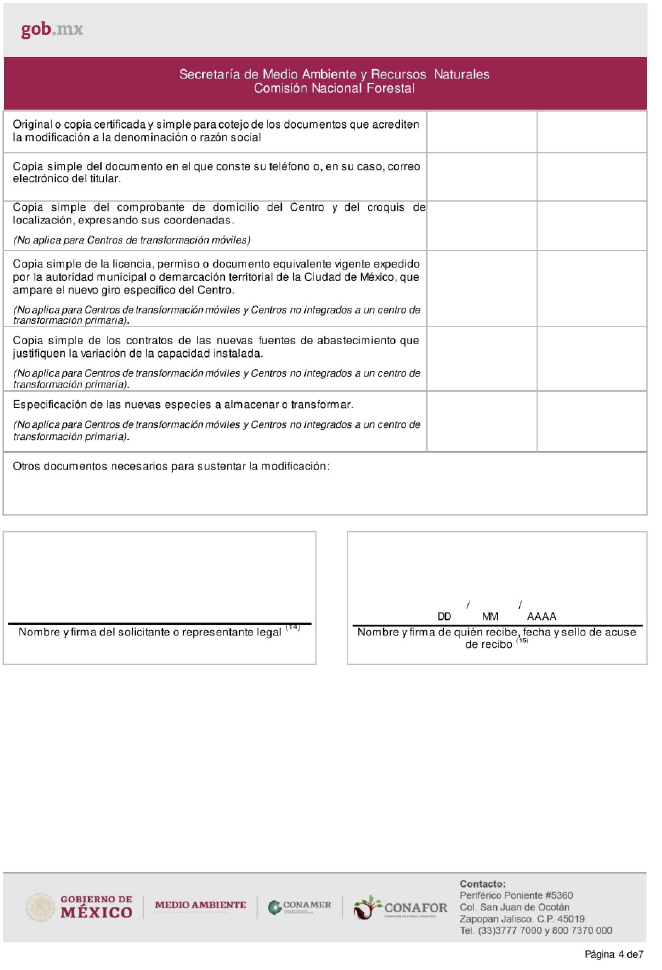 gob.mx
Secretaría de Medio Ambiente y Recursos Naturales
Comisión Nacional Forestal
Original o copia certificada y simple para cotejo de los documentos que acrediten
la modificación a la denominación o razón social
Copia simple del documento en el que conste su teléfono o, en su caso, correo
electrónico del titular.
Copia simple del comprobante de domicilio del Centro y del croquis de
localización, expresando sus coordenadas.
(No aplica para Centros de transformación móviles)
Copia simple de la licencia, permiso o documento equivalente vigente expedido
por la autoridad municipal o demarcación territorial de la Ciudad de México, que
ampare el nuevo giro específico del Centro.
(No aplica para Centros de transformación móviles y Centros no integrados a un centro de
transformación primaria).
Copia simple de los contratos de las nuevas fuentes de abastecimiento que
justifiquen la variación de la capacidad instalada.
(No aplica para Centros de transformación móviles y Centros no integrados a un centro de
transformación primaria).
Especificación de las nuevas especies a almacenar o transformar.
(No aplica para Centros de transformación móviles y Centros no integrados a un centro de
transformación primaria).
Otros documentos necesarios para sustentar la modificación:
Nombre y firma del solicitante o representante legal (14)
/ /
DD MM AAAA
Nombre y firma de quién recibe, fecha y sello de acuse
de recibo (15)
GOBIERNO DE
MÉXICO
MEDIO AMBIENTE
CONAMER
CONAFOR
Contacto:
Periférico Poniente #5360
Col. San Juan de Ocotán
Zapopan Jalisco. C.P. 45019
Tel. (33)3777 7000 y 800 7370 000
Página 4 de7